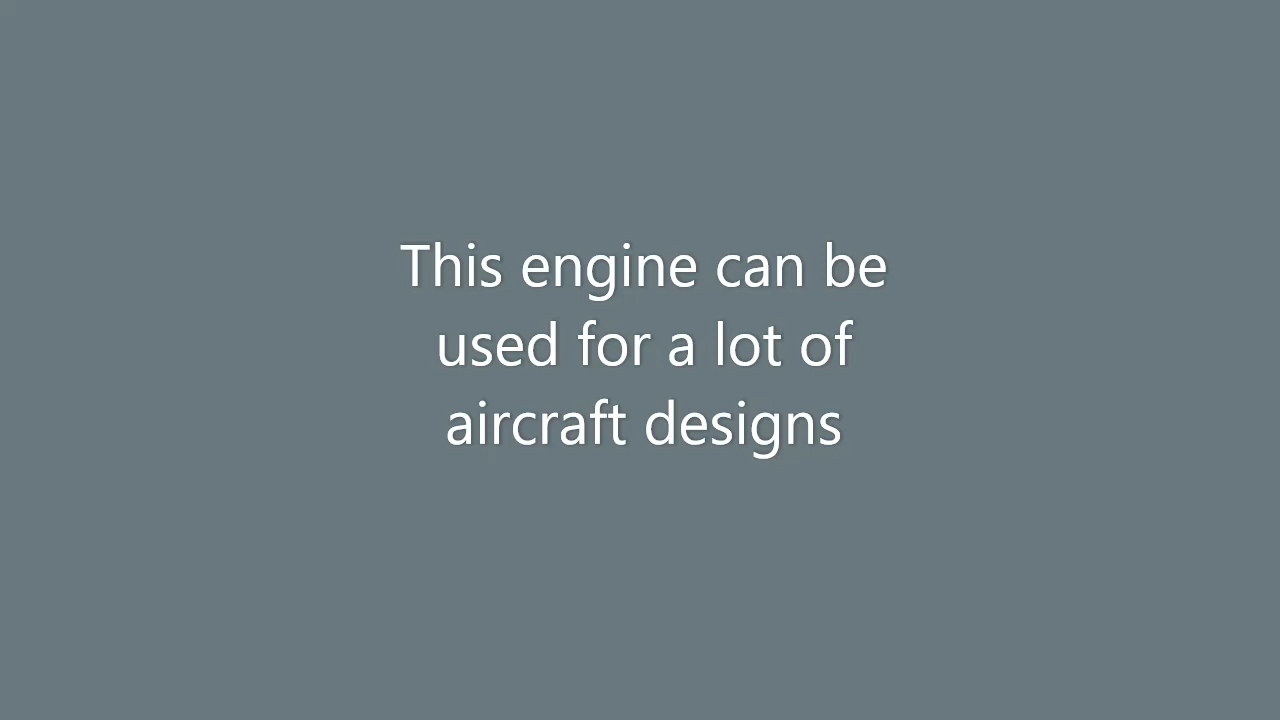 This engine can be
used for a lot of
aircraft designs